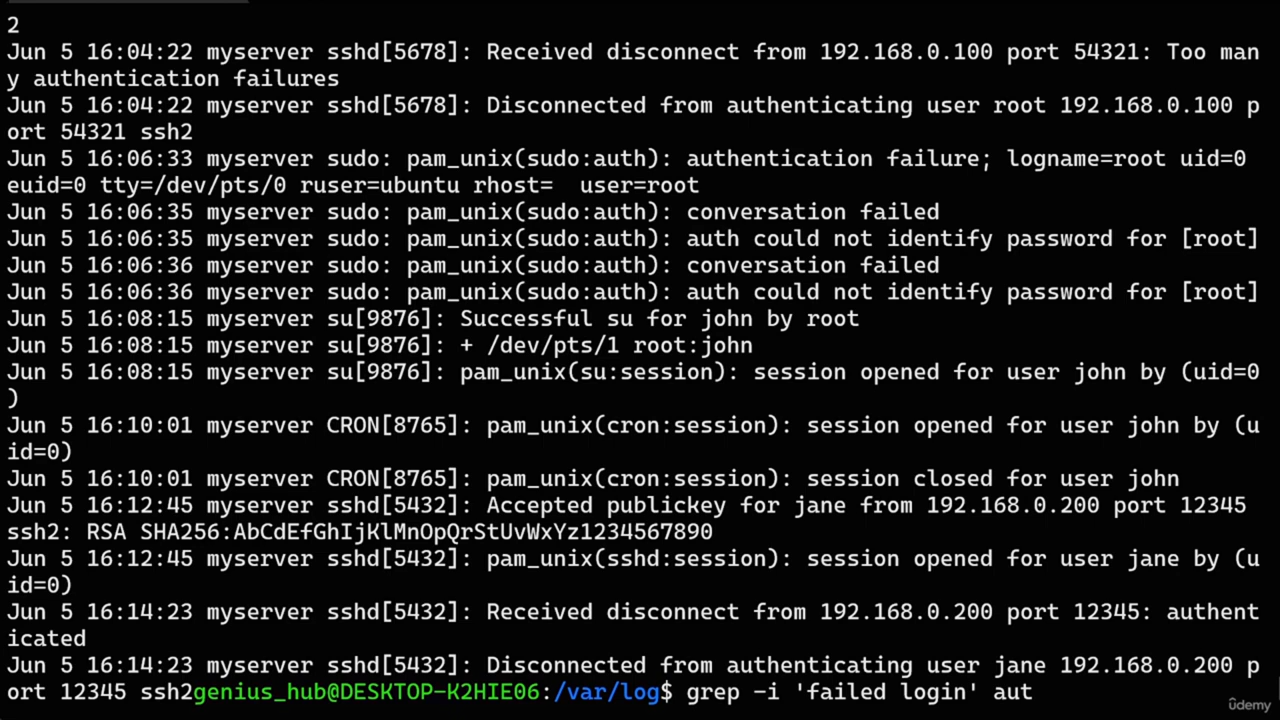 2
Jun 5 16:04:22 myserver sshd[5678]: Received disconnect from 192.168.0.100 port 54321: Too man
y authentication failures
Jun 5 16:04:22 myserver sshd[5678]: Disconnected from authenticating user root 192.168.0.100 p
ort 54321 ssh2
Jun 5 16:06:33 myserver sudo: pam_unix(sudo:auth): authentication failure; logname=root uid=0
euid=0 tty=/dev/pts/0 ruser=ubuntu rhost=  user=root
Jun 5 16:06:35 myserver sudo: pam_unix(sudo:auth): conversation failed
Jun 5 16:06:35 myserver sudo: pam_unix(sudo:auth): auth could not identify password for [root]
Jun 5 16:06:36 myserver sudo: pam_unix(sudo:auth): conversation failed
Jun 5 16:06:36 myserver sudo: pam_unix(sudo:auth): auth could not identify password for [root]
Jun 5 16:08:15 myserver su[9876]: Successful su for john by root
Jun 5 16:08:15 myserver su[9876]: + /dev/pts/1 root:john
Jun 5 16:08:15 myserver su[9876]: pam_unix(su:session): session opened for user john by (uid=0
)
Jun 5 16:10:01 myserver CRON[8765]: pam_unix(cron:session): session opened for user john by (u
id=0)
Jun 5 16:10:01 myserver CRON[8765]: pam_unix(cron:session): session closed for user john
Jun 5 16:12:45 myserver sshd[5432]: Accepted publickey for jane from 192.168.0.200 port 12345
ssh2: RSA SHA256:AbCdEfGhIjKlMnOpQrStUvWxYz1234567890
Jun 5 16:12:45 myserver sshd[5432]: pam_unix(sshd:session): session opened for user jane by (u
id=0)
Jun 5 16:14:23 myserver sshd[5432]: Received disconnect from 192.168.0.200 port 12345: authent
icated
Jun 5 16:14:23 myserver sshd[5432]: Disconnected from authenticating user jane 192.168.0.200 p
ort 12345 ssh2genius_hub@DESKTOP-K2HIE06:/var/log$ grep -i 'failed login' aut
ûdemy